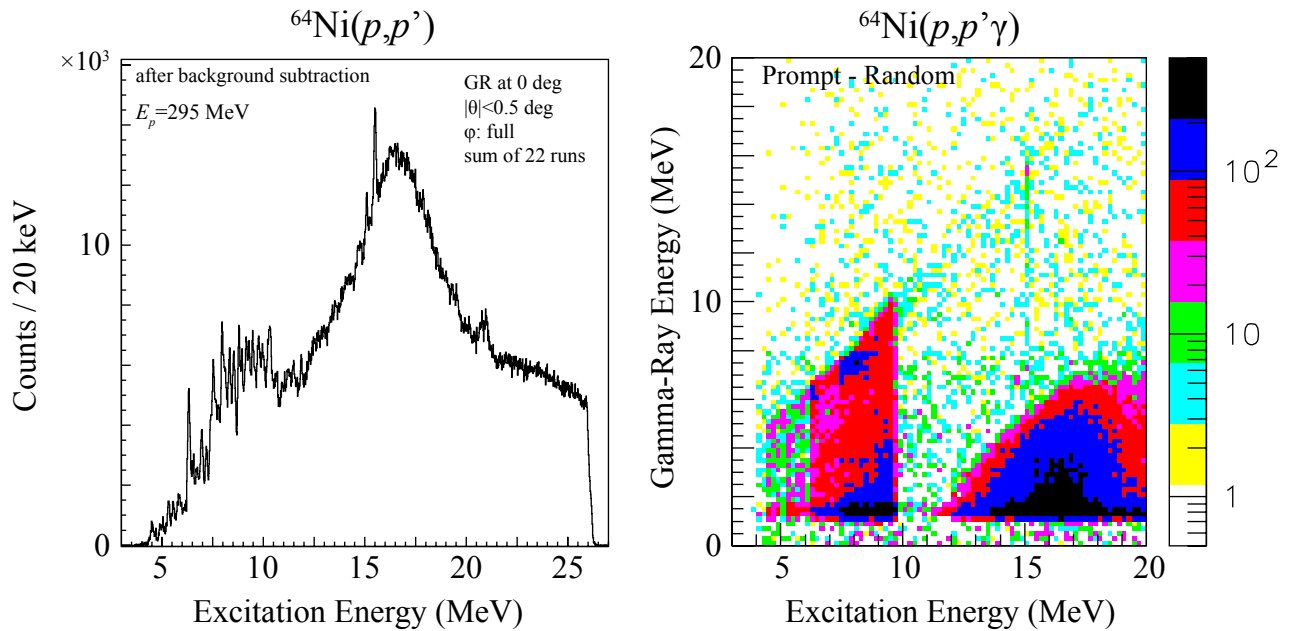 ⁶⁴Ni(p,p’)
×10³
after background subtraction
E_p=295 MeV
GR at 0 deg
|θ|<0.5 deg
φ: full
sum of 22 runs
Counts / 20 keV
10
0
5
10
15
20
25
Excitation Energy (MeV)
⁶⁴Ni(p,p’γ)
Prompt - Random
Gamma-Ray Energy (MeV)
20
10
0
5
10
15
20
Excitation Energy (MeV)
10²
10
1